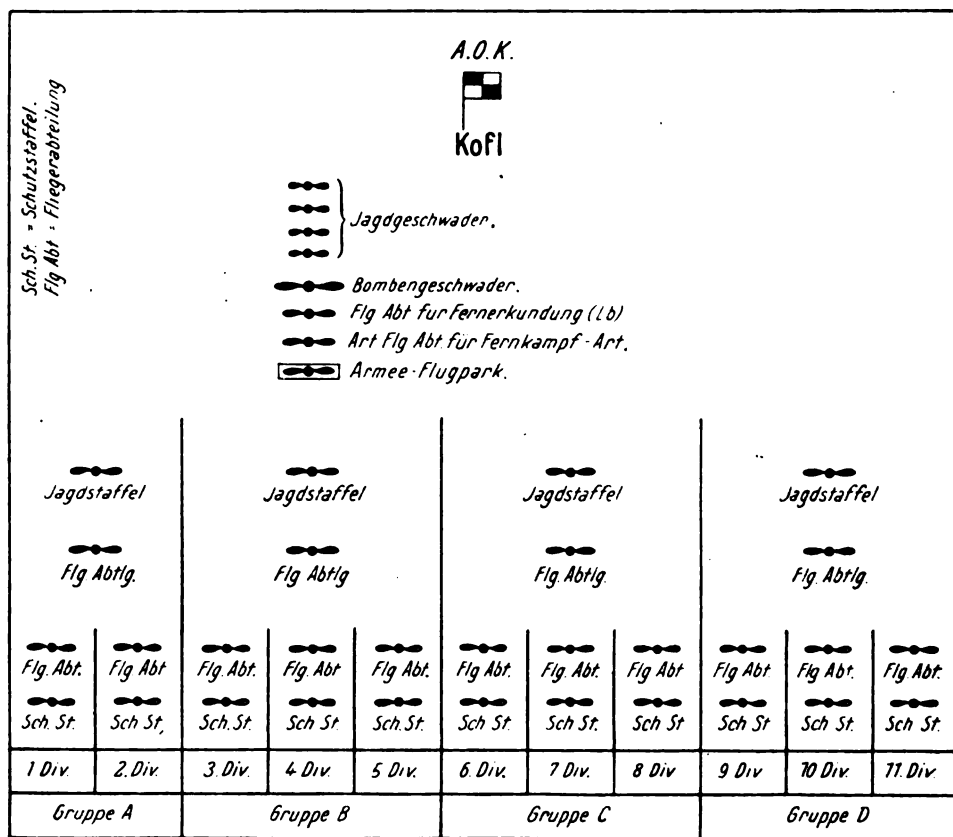 A.O.K.
Kofl
Sch. St. = Schutzstaffel.
Flg Abt = Fliegerabteilung
Jagdgeschwader.
Bombengeschwader.
Flg Abt fur Fernerkundung (Lb)
Art Flg Abt. für Fernkampf-Art.
Armee-Flugpark.
Jagdstaffel Jagdstaffel Jagdstaffel Jagdstaffel
Flg Abtlg. Flg Abtlg Flg. Abtlg. Flg. Abtlg.
Flg. Abt. Flg Abt Flg. Abt. Flg. Abt Flg. Abt. Flg. Abt. Flg. Abt. Flg Abt Flg. Abt. Flg. Abt. Flg. Abt.
Sch. St. Sch St, Sch. St. Sch St. Sch. St. Sch. St. Sch St. Sch St Sch St Sch St. Sch St.
1 Div. 2. Div. 3. Div. 4 Div. 5 Div. 6. Div. 7 Div. 8 Div 9 Div 10 Div. 11. Div.
Gruppe A Gruppe B Gruppe C Gruppe D